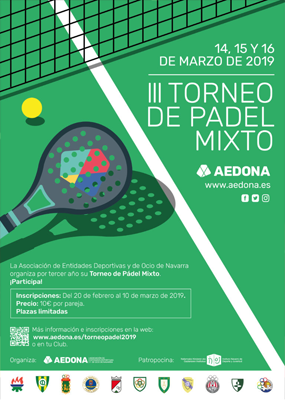 14, 15 Y 16
DE MARZO DE 2019
III TORNEO
DE PADEL
MIXTO
AEDONA
www.aedona.es
La Asociación de Entidades Deportivas y de Ocio de Navarra
organiza por tercer año su Torneo de Pádel Mixto.
¡Participa!
Inscripciones: Del 20 de febrero al 10 de marzo de 2019.
Precio: 10€ por pareja.
Plazas limitadas
Más información e inscripciones en la web:
www.aedona.es/torneopadel2019
o en tu Club.
Organiza: AEDONA
Patropocina: